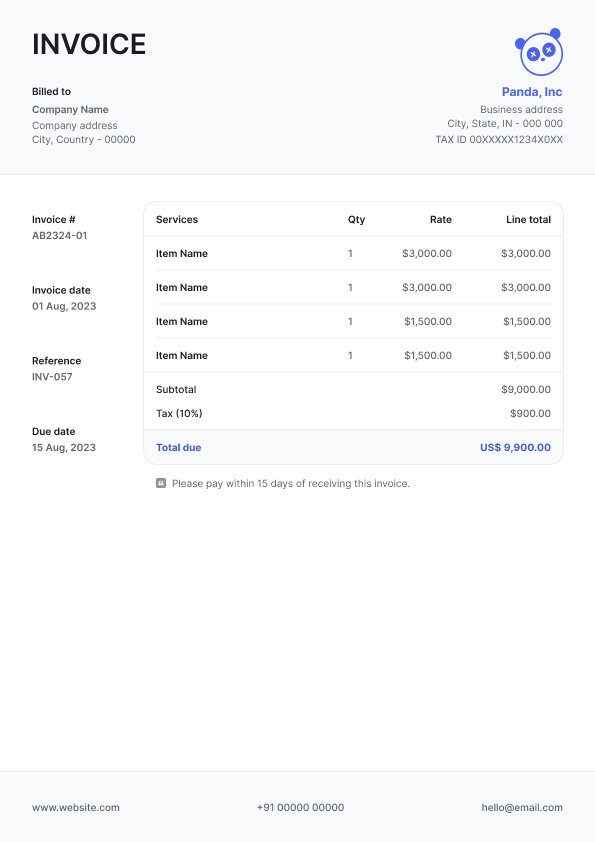 INVOICE
Billed to
Company Name
Company address
City, Country - 00000
Panda, Inc
Business address
City, State, IN - 000 000
TAX ID 00XXXXX1234X0XX
Invoice #
AB2324-01
Invoice date
01 Aug, 2023
Reference
INV-057
Due date
15 Aug, 2023
Services Qty Rate Line total
Item Name 1 $3,000.00 $3,000.00
Item Name 1 $3,000.00 $3,000.00
Item Name 1 $1,500.00 $1,500.00
Item Name 1 $1,500.00 $1,500.00
Subtotal $9,000.00
Tax (10%) $900.00
Total due US$ 9,900.00
Please pay within 15 days of receiving this invoice.
www.website.com +91 00000 00000 hello@email.com